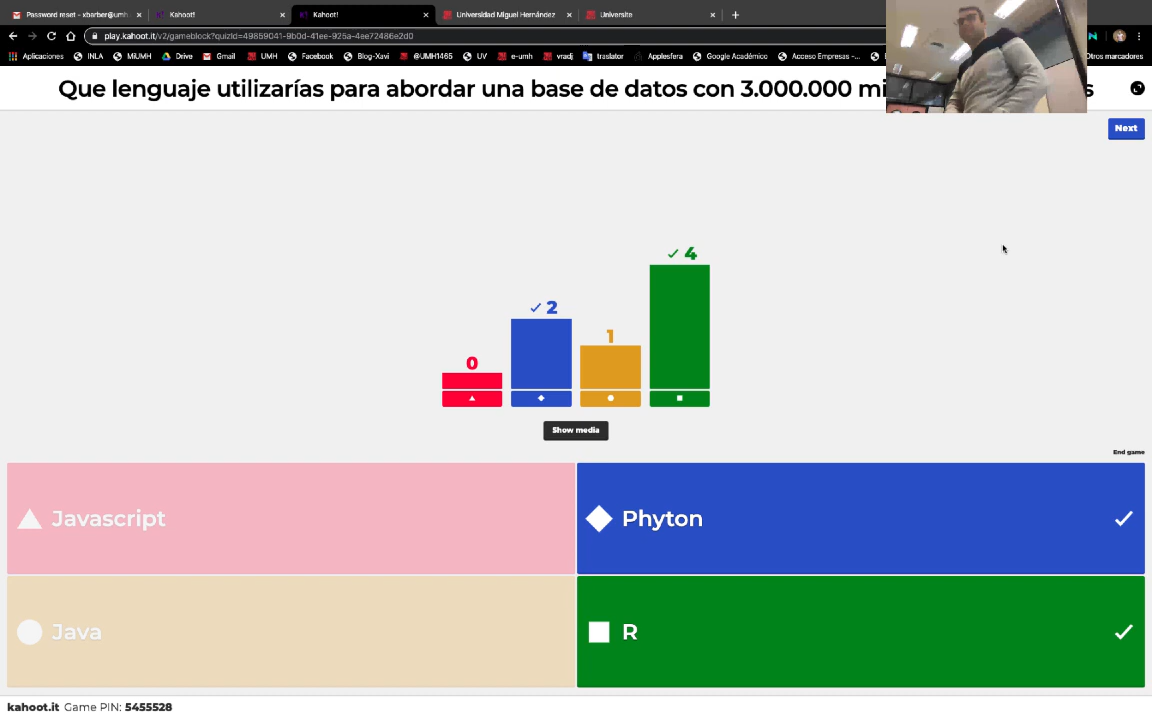 Password reset - xbarber@umh.
Kahoot!
Kahoot!
Universidad Miguel Hernández
Universite
play.kahoot.it/v2/gameblock?quizId=49859041-9b0d-41ee-925a-4ee72486e2d0
Aplicaciones INLA MiUMH Drive Gmail UMH Facebook Blog-Xavi @UMH1465 UV e-umh vradj traslator Applesfera Google Académico Acceso Empresas -... Otros marcadores
Que lenguaje utilizarías para abordar una base de datos con 3.000.000 mi s
Next
0
2
1
4
Show media
End game
Javascript
Phyton
Java
R
kahoot.it Game PIN: 5455528